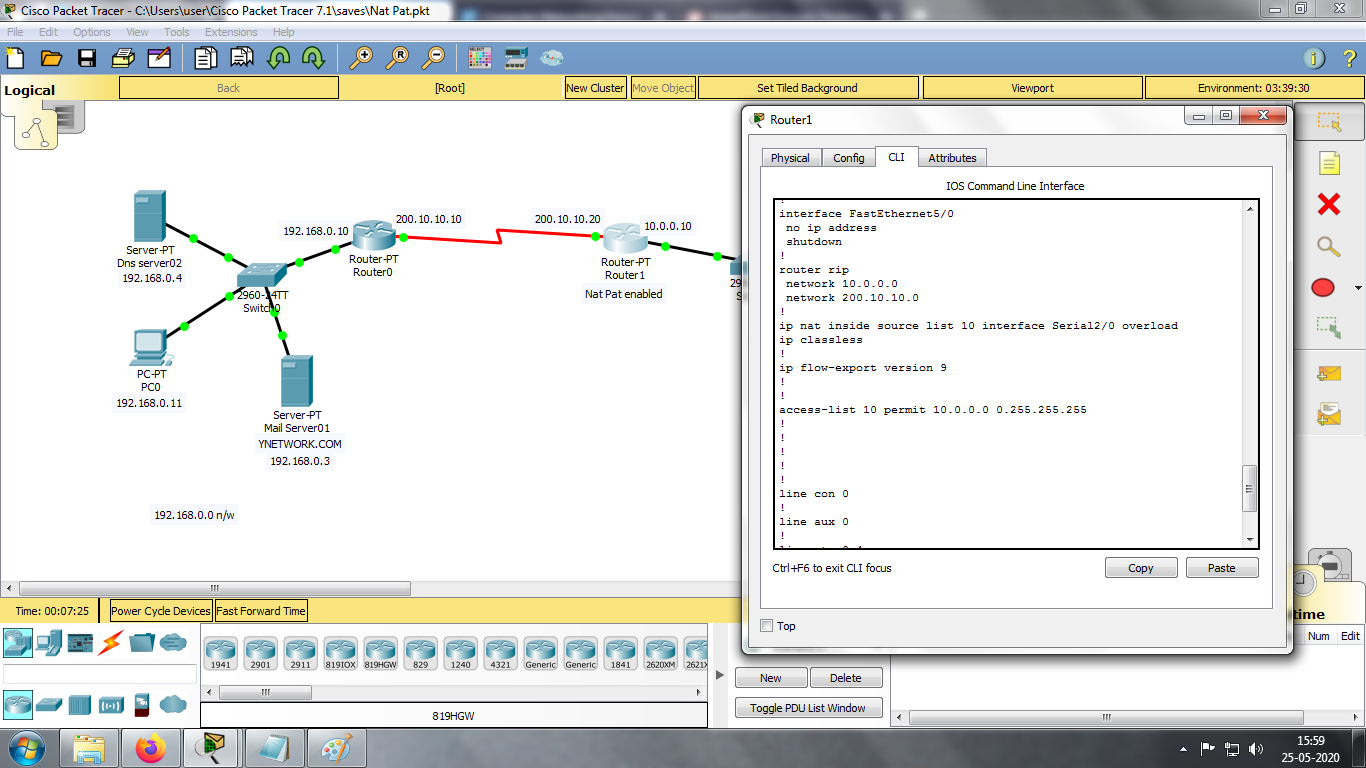 Cisco Packet Tracer - C:\Users\user\Cisco Packet Tracer 7.1\saves\Nat Pat.pkt
File Edit Options View Tools Extensions Help
Logical
Back
[Root]
New Cluster
Move Object
Set Tiled Background
Viewport
Environment: 03:39:30
Server-PT
Dns server02
192.168.0.4
192.168.0.10
200.10.10.10
Router-PT
Router0
200.10.10.20
10.0.0.10
Router-PT
Router1
Nat Pat enabled
2960-24TT
Switch0
PC-PT
PC0
192.168.0.11
Server-PT
Mail Server01
YNETWORK.COM
192.168.0.3
192.168.0.0 n/w
Router1
Physical Config CLI Attributes
IOS Command Line Interface
!
interface FastEthernet5/0
no ip address
shutdown
!
router rip
network 10.0.0.0
network 200.10.10.0
!
ip nat inside source list 10 interface Serial2/0 overload
ip classless
!
ip flow-export version 9
!
!
access-list 10 permit 10.0.0.0 0.255.255.255
!
!
!
!
!
line con 0
!
line aux 0
!
Ctrl+F6 to exit CLI focus
Copy
Paste
Top
Time: 00:07:25
Power Cycle Devices
Fast Forward Time
1941 2901 2911 819IOX 819HGW 829 1240 4321 Generic Generic 1841 2620XM
819HGW
New
Delete
Toggle PDU List Window
Num Edit
15:59
25-05-2020